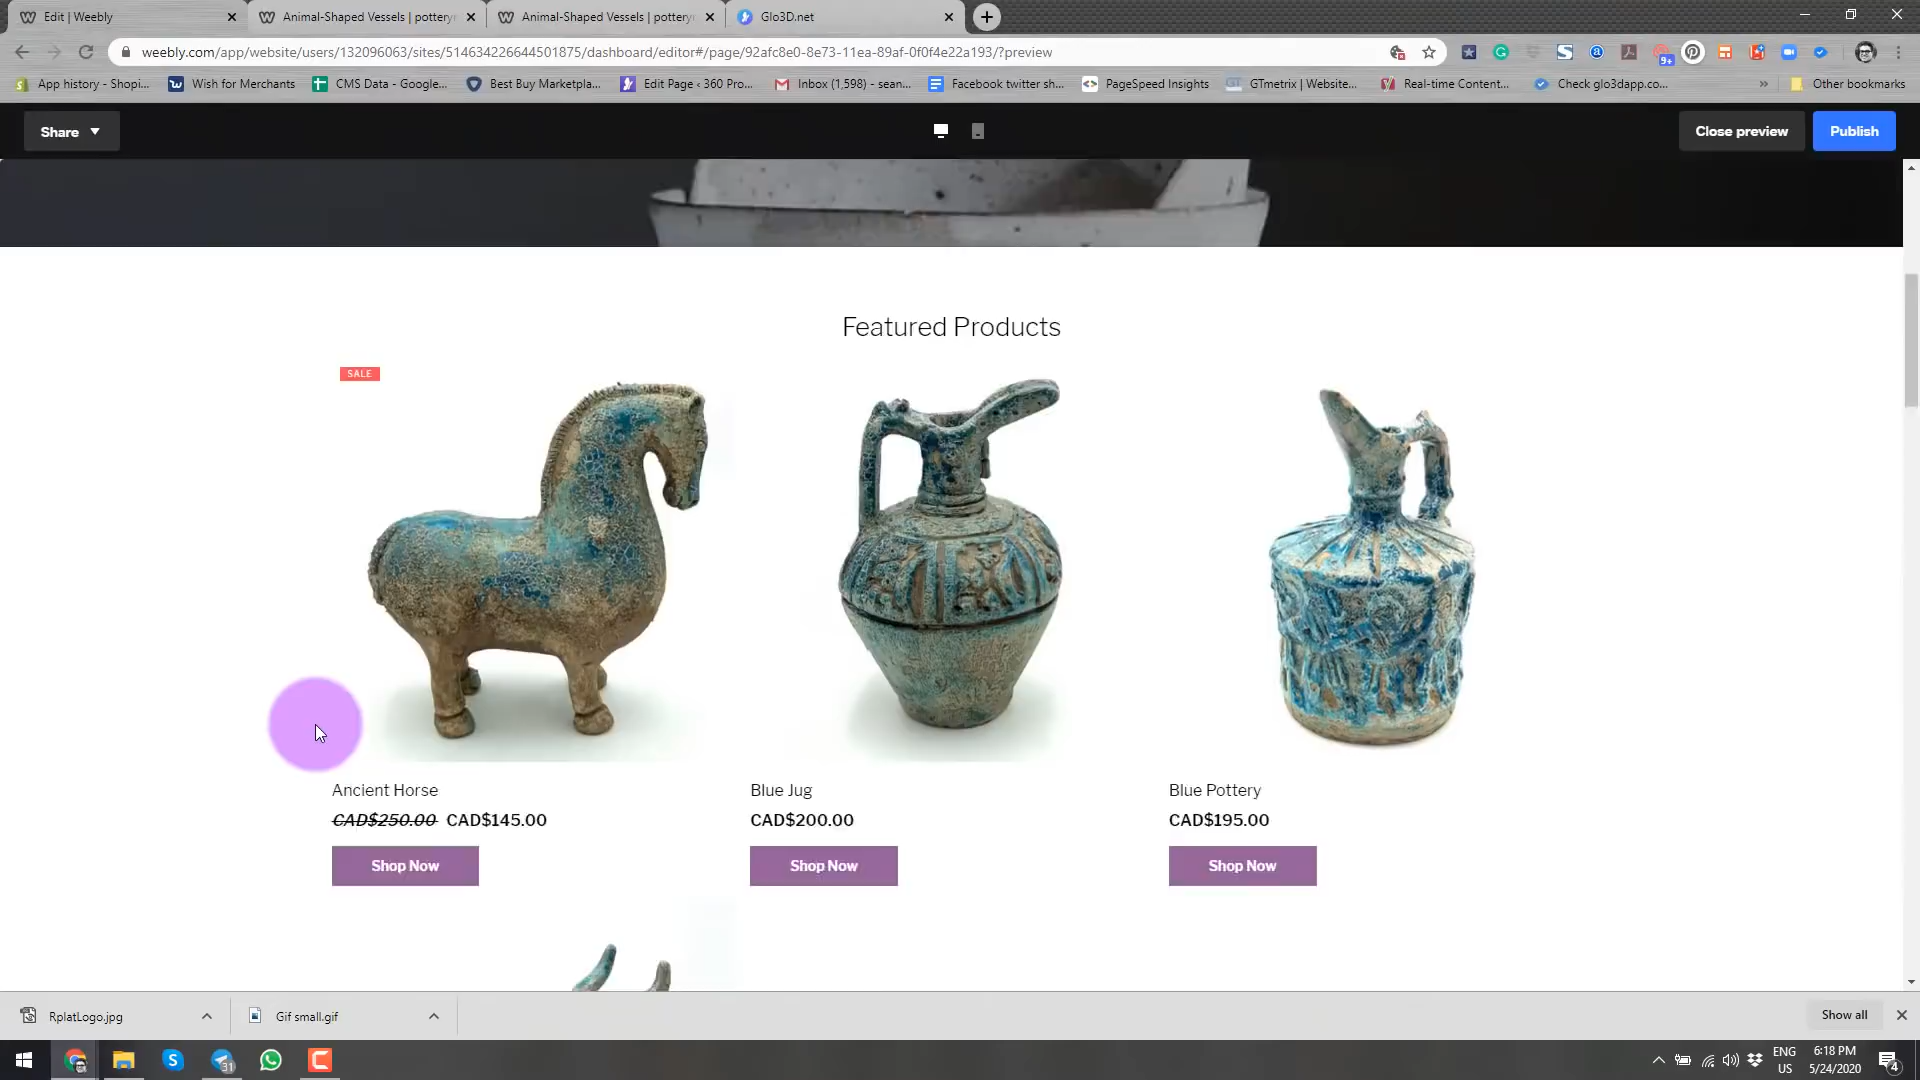 Edit | Weebly
Animal-Shaped Vessels | pottery
Animal-Shaped Vessels | pottery
Glo3D.net
weebly.com/app/website/users/132096063/sites/514634226644501875/dashboard/editor#/page/92afc8e0-8e73-11ea-89af-0f0f4e22a193/?preview
9+
App history - Shopi...
Wish for Merchants
CMS Data - Google...
Best Buy Marketpla...
Edit Page ‹ 360 Pro...
Inbox (1,598) - sean...
Facebook twitter sh...
PageSpeed Insights
GTmetrix | Website...
Real-time Content...
Check glo3dapp.co...
»
Other bookmarks
Share
Close preview
Publish
Featured Products
SALE
Ancient Horse
CAD$250.00 CAD$145.00
Shop Now
Blue Jug
CAD$200.00
Shop Now
Blue Pottery
CAD$195.00
Shop Now
RplatLogo.jpg
Gif small.gif
Show all
31
ENG
US
6:18 PM
5/24/2020
4